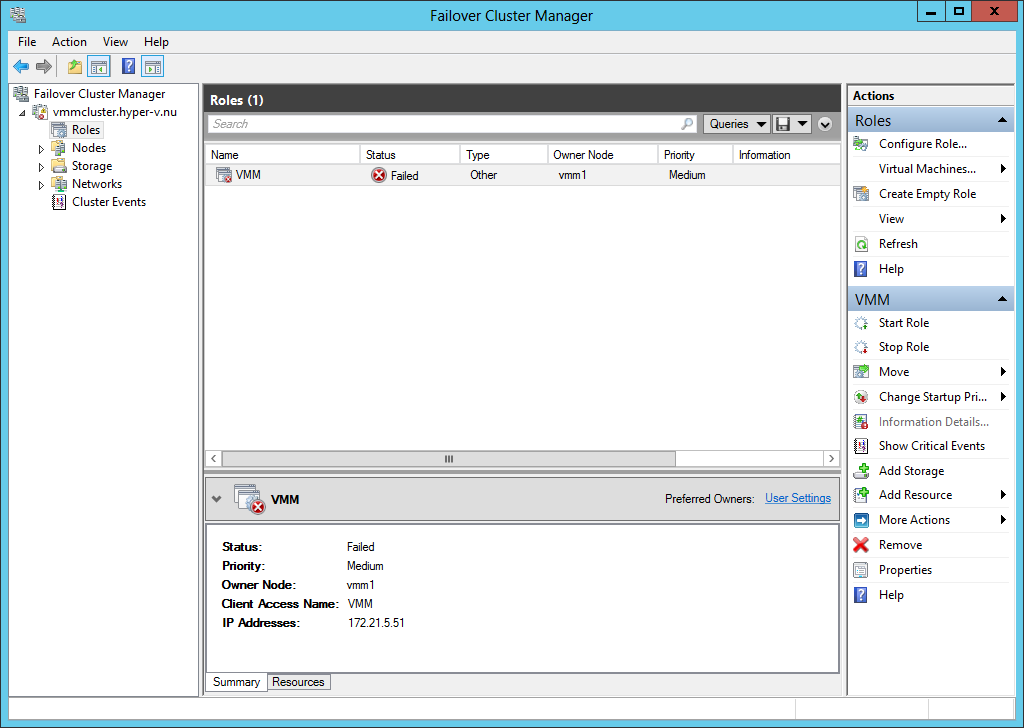 Failover Cluster Manager
File Action View Help
Failover Cluster Manager
vmmcluster.hyper-v.nu
Roles
Nodes
Storage
Networks
Cluster Events
Roles (1)
Search
Queries
Name Status Type Owner Node Priority Information
VMM Failed Other vmm1 Medium
VMM
Preferred Owners: User Settings
Status: Failed
Priority: Medium
Owner Node: vmm1
Client Access Name: VMM
IP Addresses: 172.21.5.51
Summary Resources
Actions
Roles
Configure Role...
Virtual Machines...
Create Empty Role
View
Refresh
Help
VMM
Start Role
Stop Role
Move
Change Startup Pri...
Information Details...
Show Critical Events
Add Storage
Add Resource
More Actions
Remove
Properties
Help